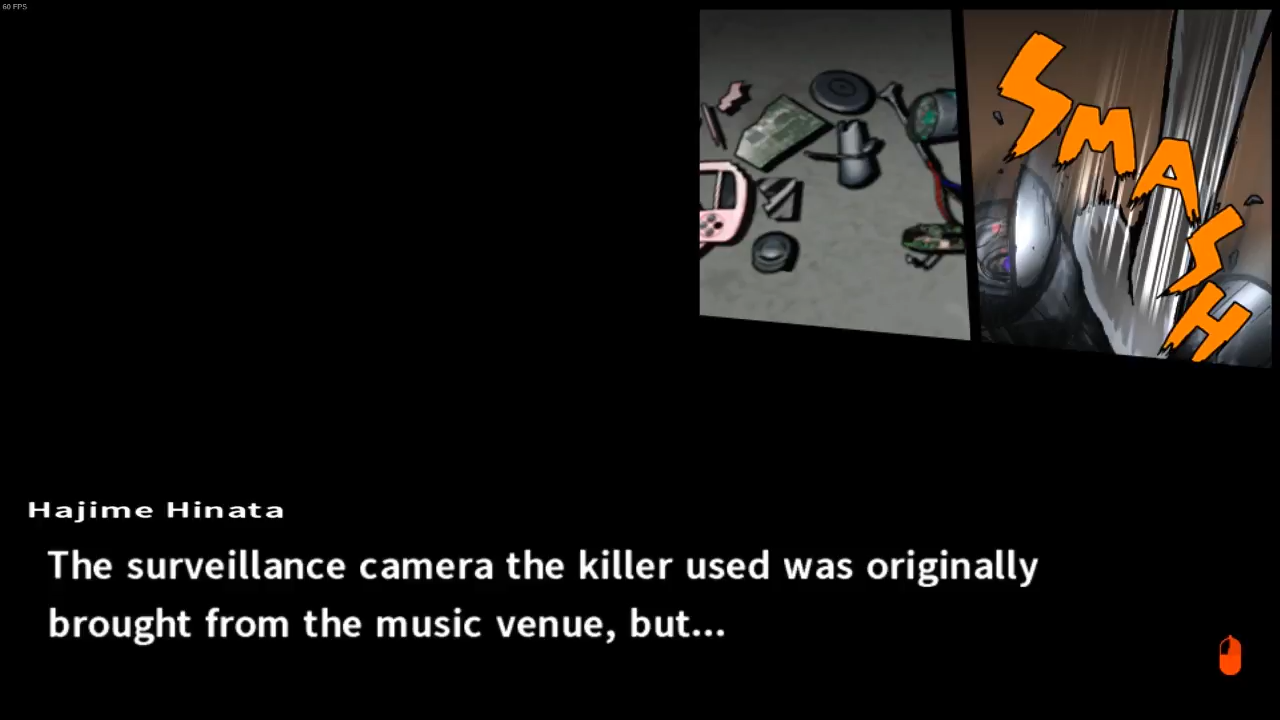 60 FPS
SMASH
Hajime Hinata
The surveillance camera the killer used was originally
brought from the music venue, but...